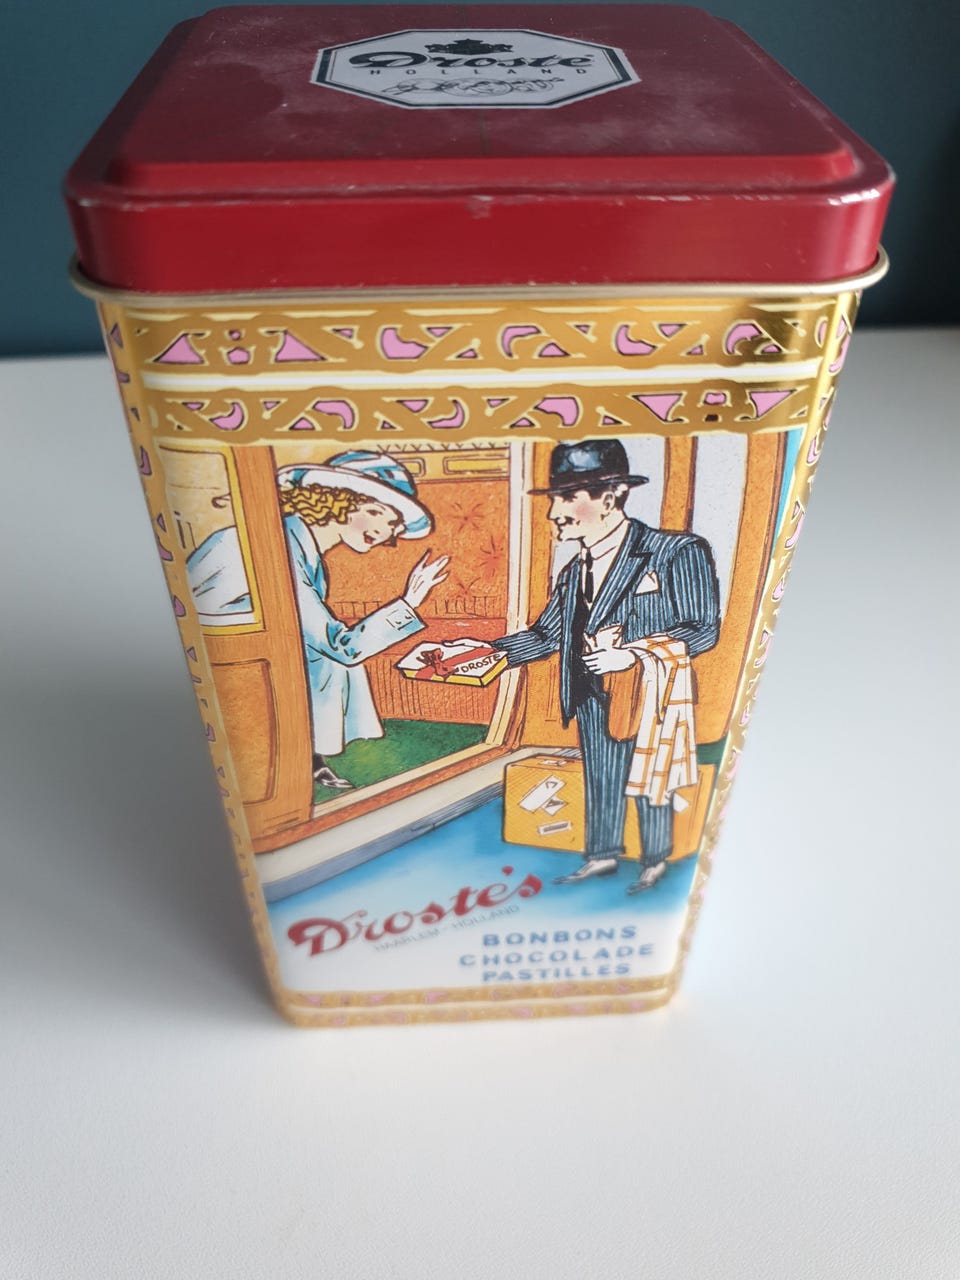 Droste
HOLLAND
DROSTE
Droste's
HAARLEM - HOLLAND
BONBONS
CHOCOLADE
PASTILLES